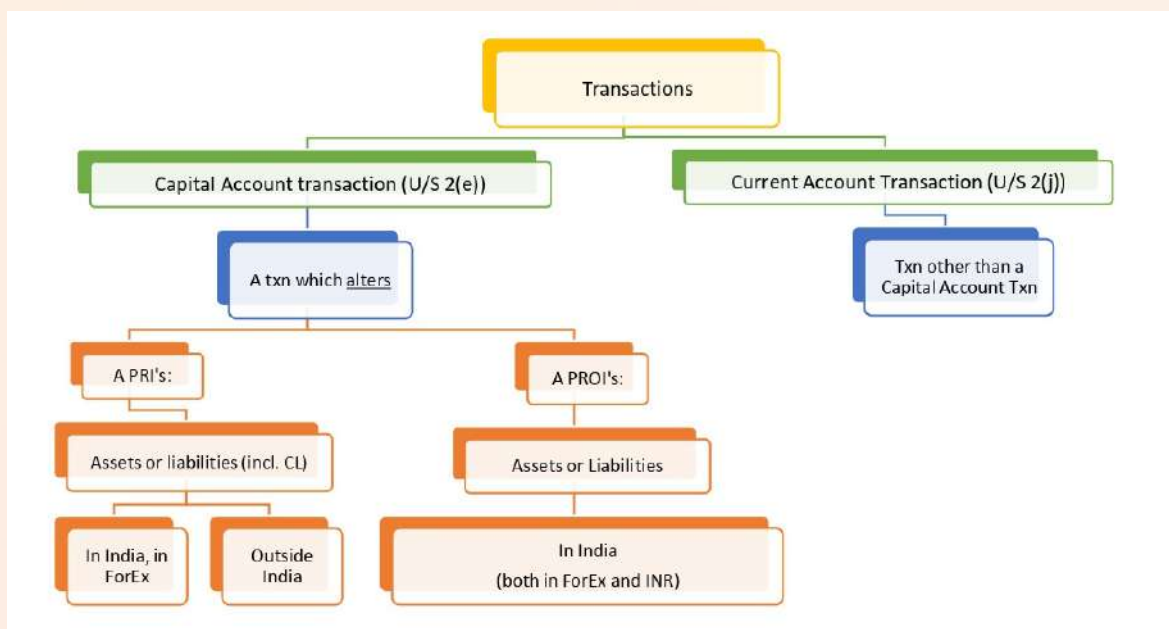 Transactions
Capital Account transaction (U/S 2(e))
Current Account Transaction (U/S 2(j))
A txn which alters
Txn other than a
Capital Account Txn
A PRI's:
A PROI's:
Assets or liabilities (incl. CL)
Assets or Liabilities
In India, in
ForEx
Outside
India
In India
(both in ForEx and INR)